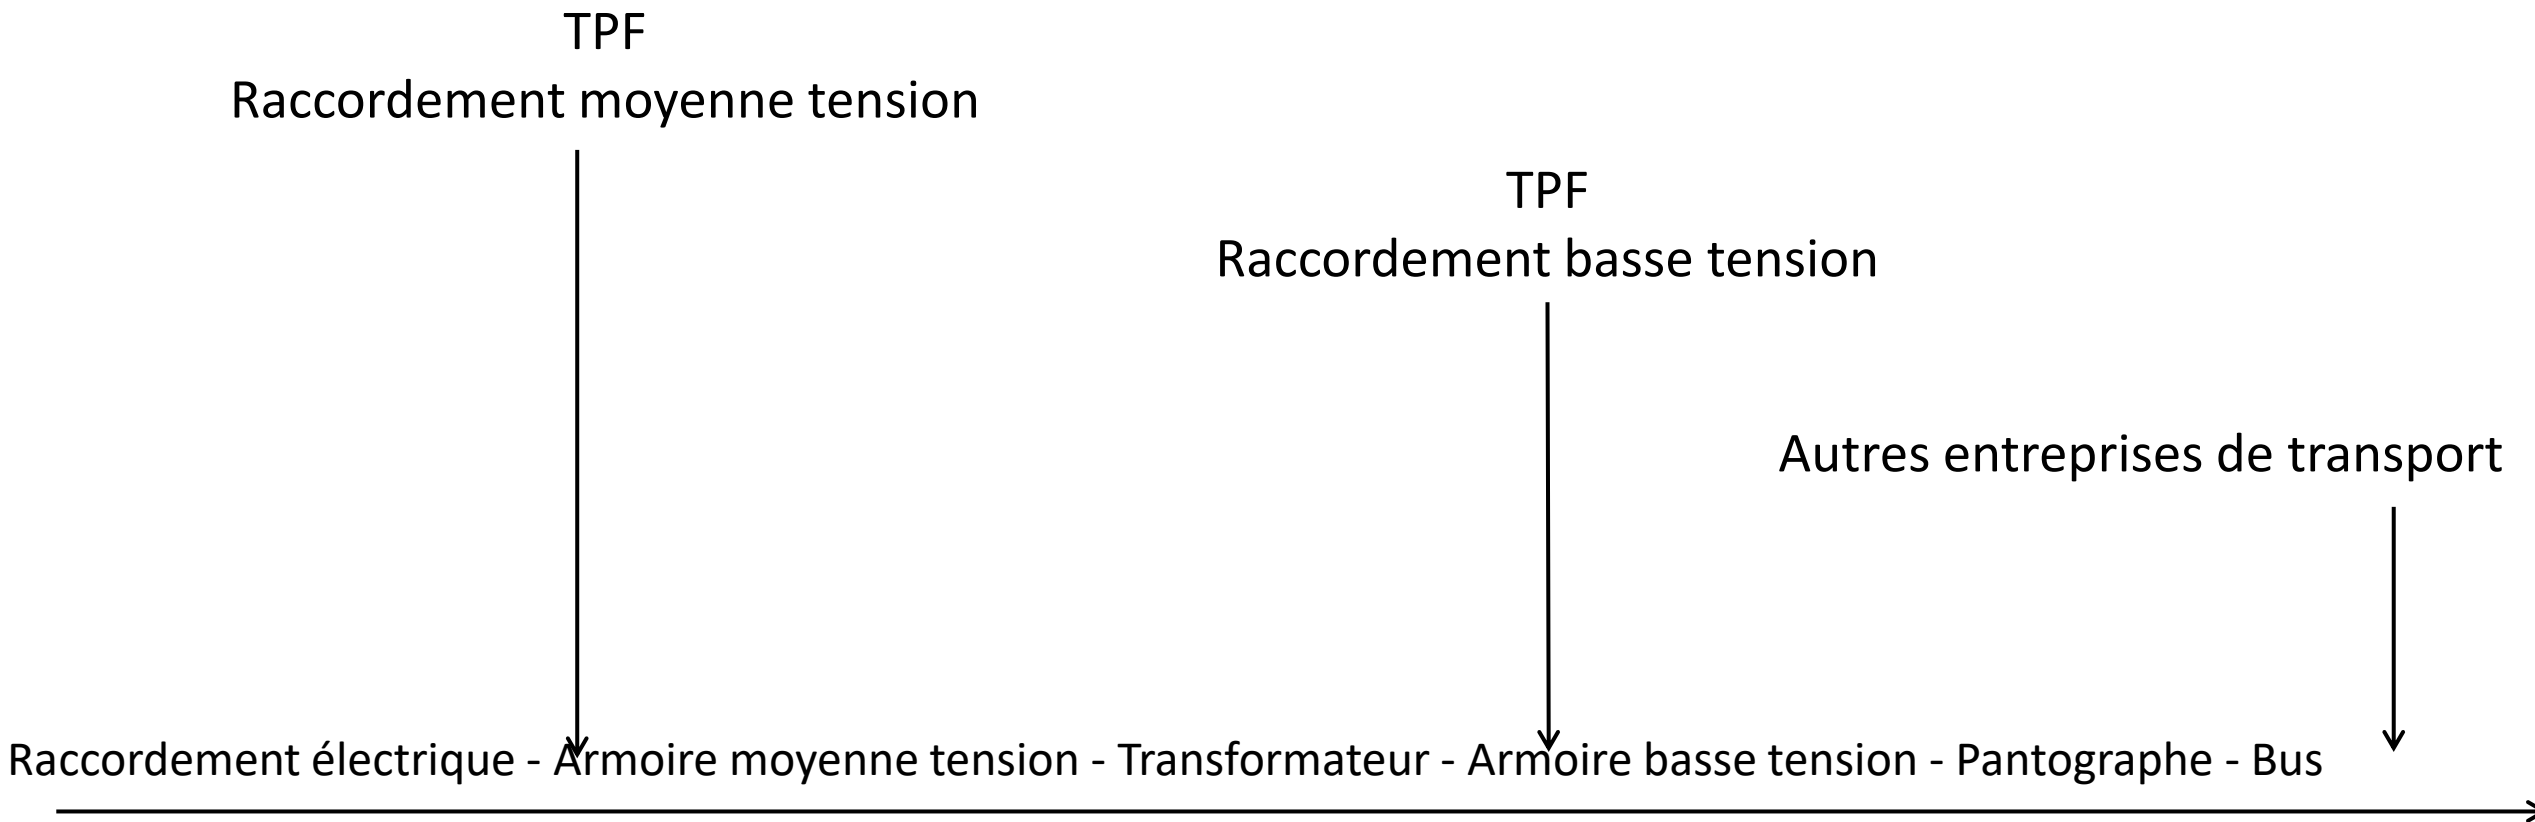 TPF
Raccordement moyenne tension
TPF
Raccordement basse tension
Autres entreprises de transport
Raccordement électrique - Armoire moyenne tension - Transformateur - Armoire basse tension - Pantographe - Bus